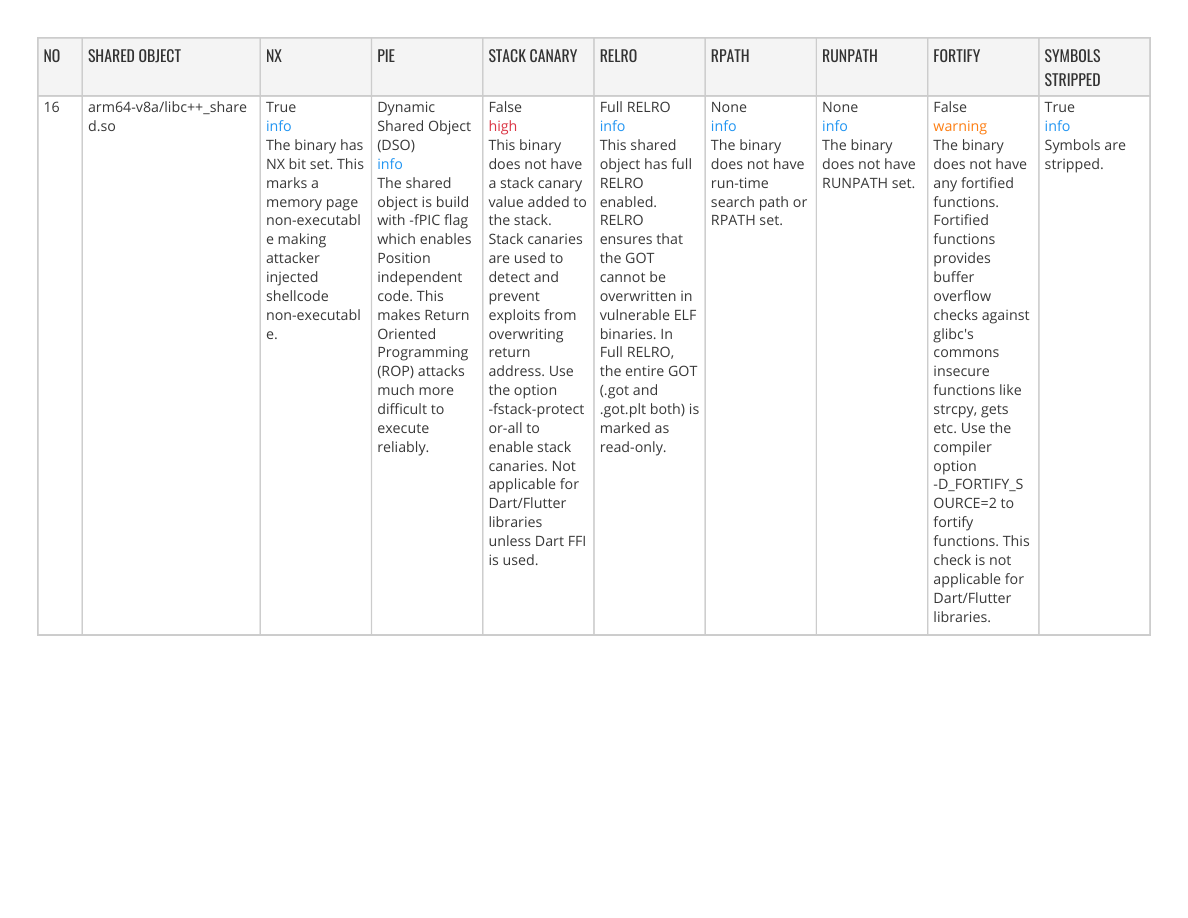 NO
SHARED OBJECT
NX
PIE
STACK CANARY
RELRO
RPATH
RUNPATH
FORTIFY
SYMBOLS
STRIPPED
16
arm64-v8a/libc++_share
d.so
True
info
The binary has
NX bit set. This
marks a
memory page
non-executabl
e making
attacker
injected
shellcode
non-executabl
e.
Dynamic
Shared Object
(DSO)
info
The shared
object is build
with -fPIC flag
which enables
Position
independent
code. This
makes Return
Oriented
Programming
(ROP) attacks
much more
difficult to
execute
reliably.
False
high
This binary
does not have
a stack canary
value added to
the stack.
Stack canaries
are used to
detect and
prevent
exploits from
overwriting
return
address. Use
the option
-fstack-protect
or-all to
enable stack
canaries. Not
applicable for
Dart/Flutter
libraries
unless Dart FFI
is used.
Full RELRO
info
This shared
object has full
RELRO
enabled.
RELRO
ensures that
the GOT
cannot be
overwritten in
vulnerable ELF
binaries. In
Full RELRO,
the entire GOT
(.got and
.got.plt both) is
marked as
read-only.
None
info
The binary
does not have
run-time
search path or
RPATH set.
None
info
The binary
does not have
RUNPATH set.
False
warning
The binary
does not have
any fortified
functions.
Fortified
functions
provides
buffer
overflow
checks against
glibc's
commons
insecure
functions like
strcpy, gets
etc. Use the
compiler
option
-D_FORTIFY_S
OURCE=2 to
fortify
functions. This
check is not
applicable for
Dart/Flutter
libraries.
True
info
Symbols are
stripped.